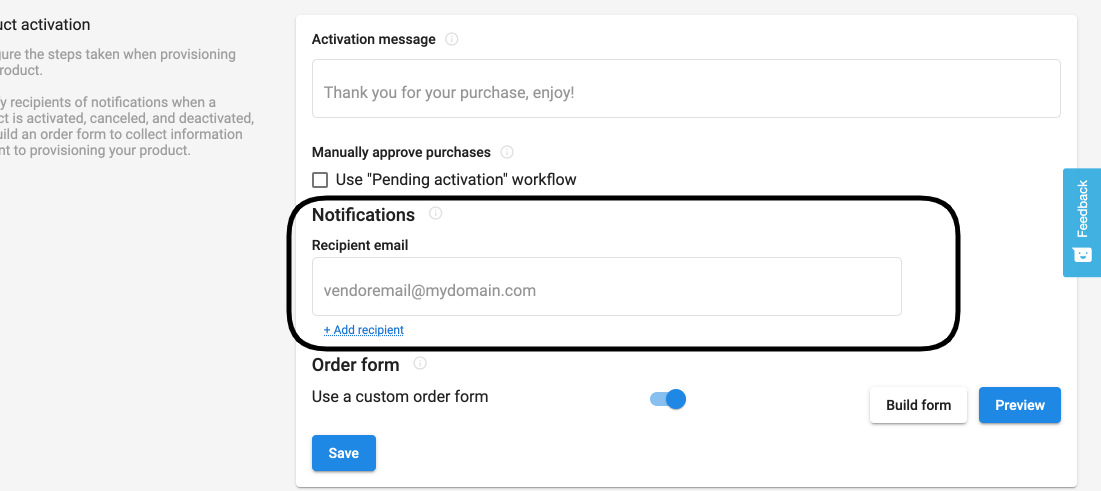 uct activation
gure the steps taken when provisioning
roduct.
fy recipients of notifications when a
ct is activated, canceled, and deactivated,
uild an order form to collect information
nt to provisioning your product.
Activation message
Thank you for your purchase, enjoy!
Manually approve purchases
Use "Pending activation" workflow
Notifications
Recipient email
vendoremail@mydomain.com
+ Add recipient
Order form
Use a custom order form
Build form
Preview
Save
Feedback